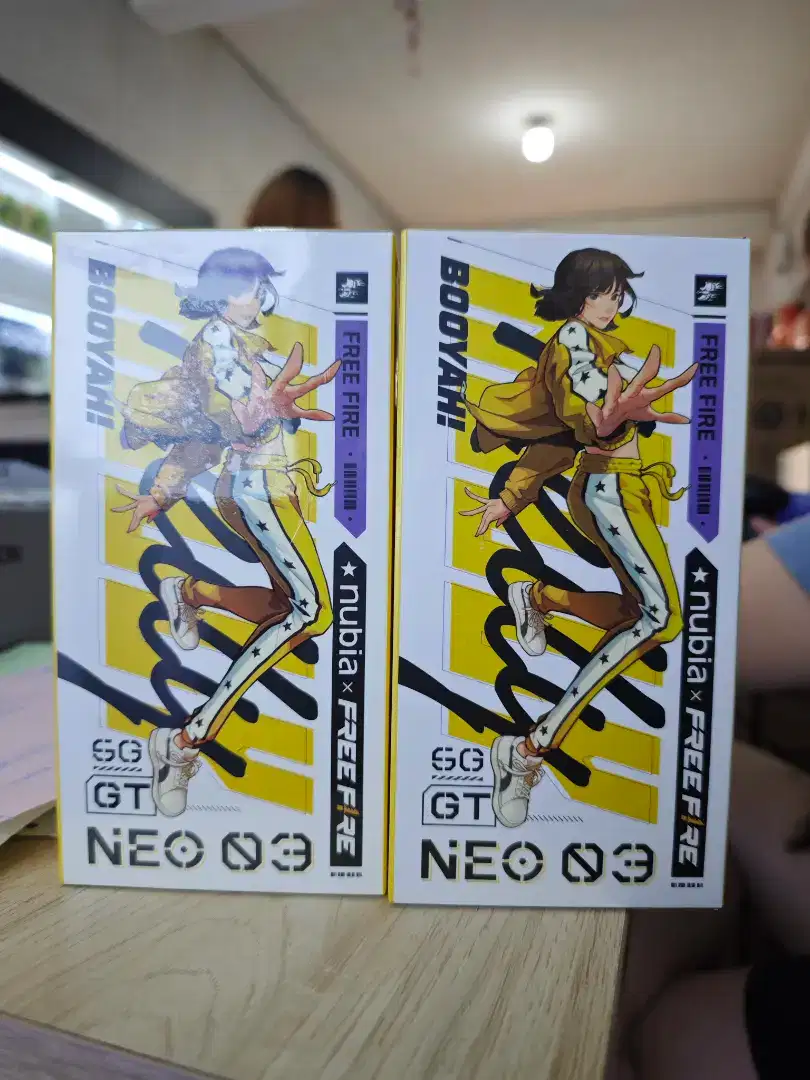 BOOYAH!
FREE FIRE
nubia × FREE FIRE
5G
GT
NEO 03
BOOYAH!
FREE FIRE
nubia × FREE FIRE
5G
GT
NEO 03